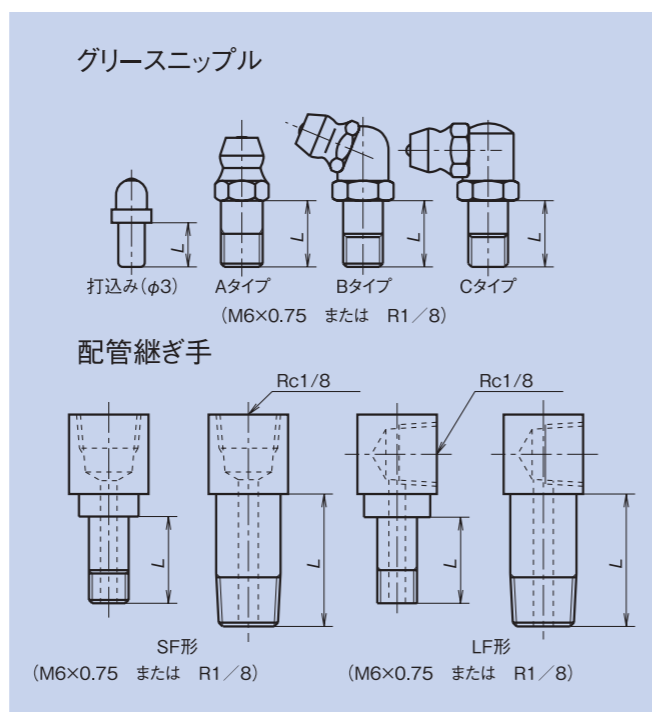 グリースニップル
L
L
L
L
打込み(φ3) Aタイプ Bタイプ Cタイプ
(M6×0.75 または R1/8)
配管継ぎ手
Rc1/8 Rc1/8
L
L
L
L
SF形 LF形
(M6×0.75 または R1/8) (M6×0.75 または R1/8)